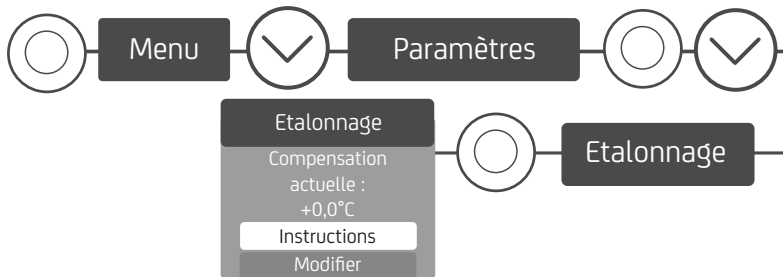 Menu
Paramètres
Etalonnage
Compensation
actuelle :
+0,0°C
Instructions
Modifier
Etalonnage